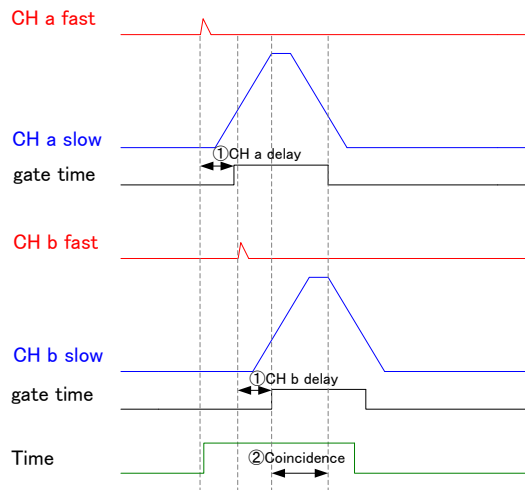 CH a fast
CH a slow
①CH a delay
gate time
CH b fast
CH b slow
①CH b delay
gate time
Time
②Coincidence